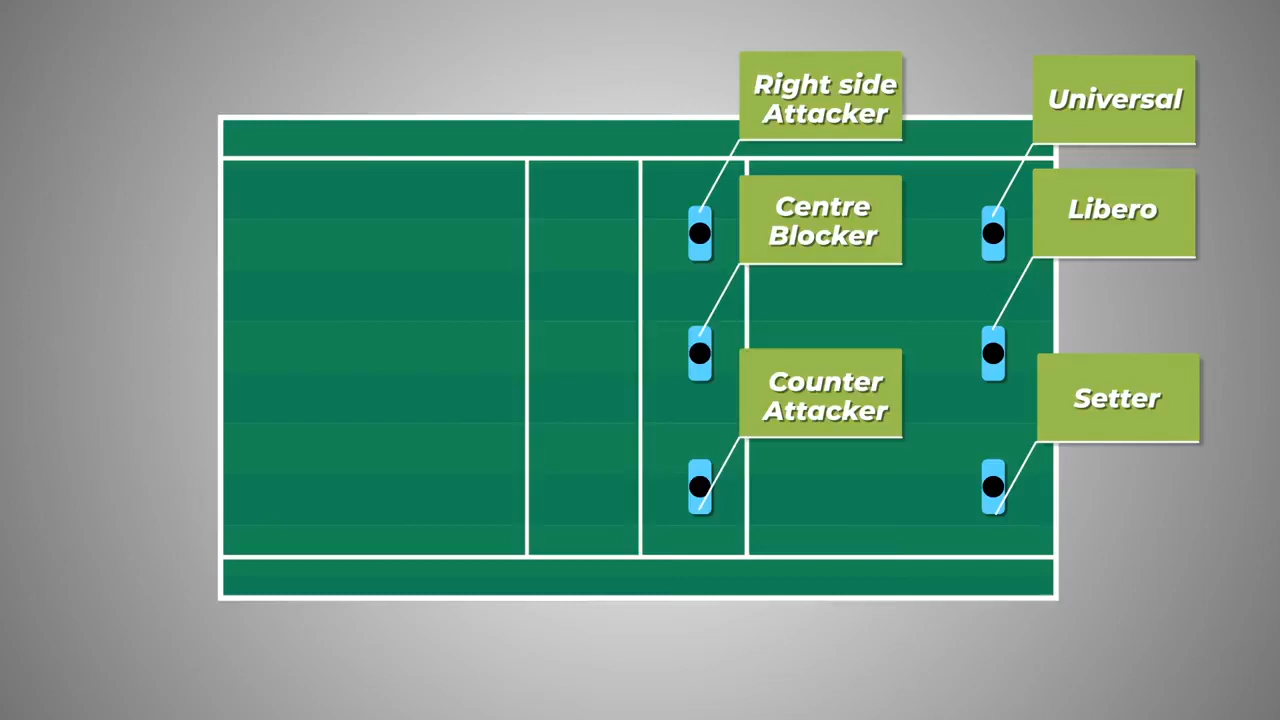 Right side
Attacker
Universal
Centre
Blocker
Libero
Counter
Attacker
Setter